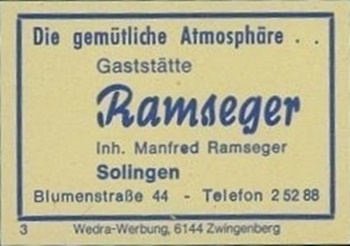 Die gemütliche Atmosphäre . .
Gaststätte
Ramseger
Inh. Manfred Ramseger
Solingen
Blumenstraße 44 - Telefon 2 52 88
3 Wedra-Werbung, 6144 Zwingenberg